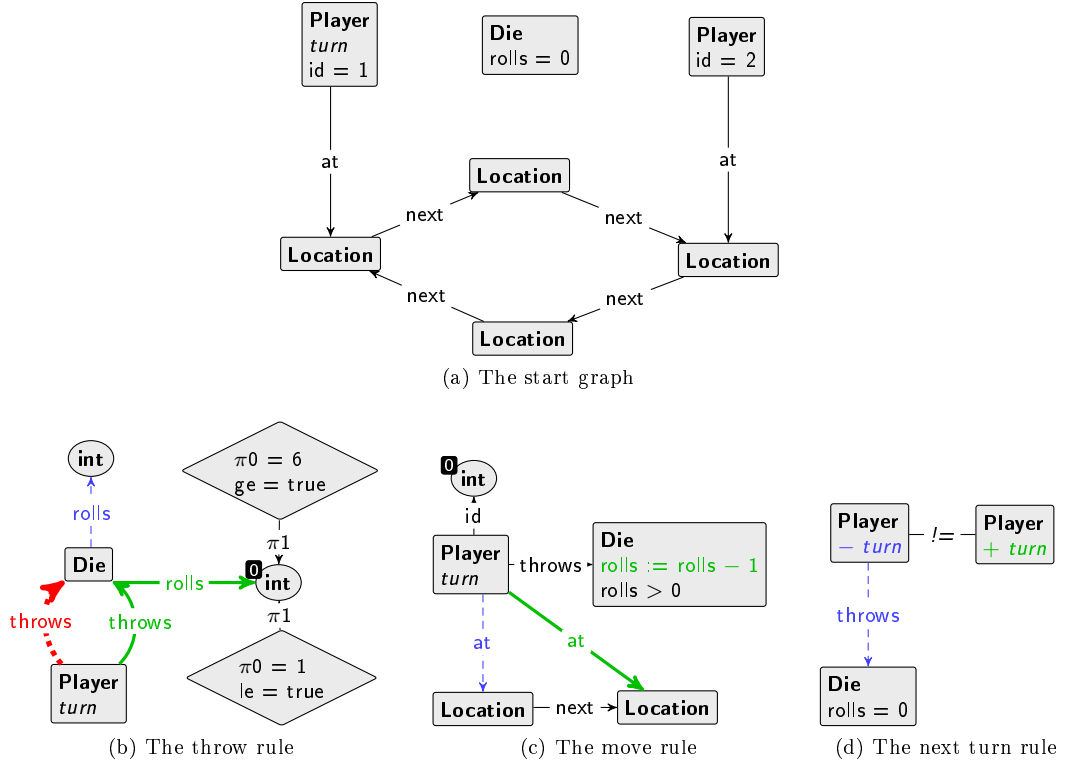 Player
turn
id = 1
Die
rolls = 0
Player
id = 2
at
at
Location
next
next
Location
Location
next
next
Location
(a) The start graph
int
rolls
Die
throws
throws
Player
turn
π0 = 6
ge = true
π1
rolls
0
int
π1
π0 = 1
le = true
(b) The throw rule
0
int
id
Player
turn
throws
Die
rolls := rolls − 1
rolls > 0
at
at
Location
next
Location
(c) The move rule
Player
− turn
!=
Player
+ turn
throws
Die
rolls = 0
(d) The next turn rule